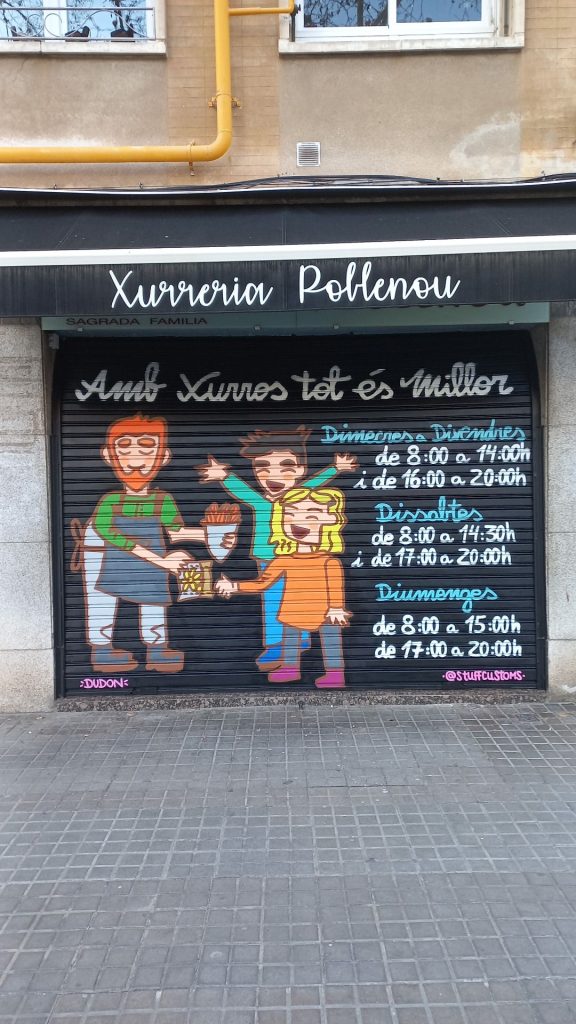 Xurreria Poblenou
SAGRADA FAMILIA
Amb Xurros tot és Millor
Dimecres a Divendres
de 8:00 a 14:00h
i de 16:00 a 20:00h
Dissabtes
de 8:00 a 14:30h
i de 17:00 a 20:00h
Diumenges
de 8:00 a 15:00h
de 17:00 a 20:00h
DUDON
@STUFFCUSTOMS